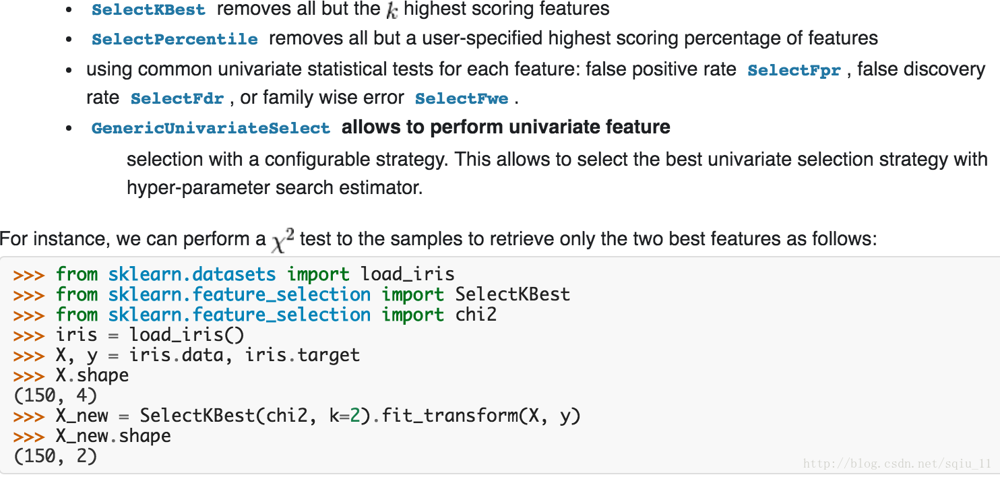 • SelectKBest removes all but the k highest scoring features
• SelectPercentile removes all but a user-specified highest scoring percentage of features
• using common univariate statistical tests for each feature: false positive rate SelectFpr , false discovery
rate SelectFdr , or family wise error SelectFwe .
• GenericUnivariateSelect allows to perform univariate feature
selection with a configurable strategy. This allows to select the best univariate selection strategy with
hyper-parameter search estimator.
For instance, we can perform a χ² test to the samples to retrieve only the two best features as follows:
>>> from sklearn.datasets import load_iris
>>> from sklearn.feature_selection import SelectKBest
>>> from sklearn.feature_selection import chi2
>>> iris = load_iris()
>>> X, y = iris.data, iris.target
>>> X.shape
(150, 4)
>>> X_new = SelectKBest(chi2, k=2).fit_transform(X, y)
>>> X_new.shape
(150, 2)
http://blog.csdn.net/sqiu_11